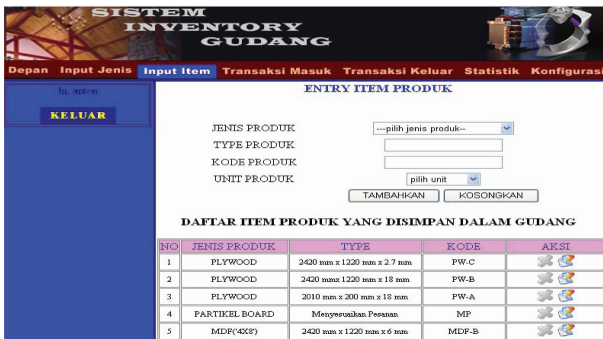 SISTEM
INVENTORY
GUDANG
Depan Input Jenis Input Item Transaksi Masuk Transaksi Keluar Statistik Konfigurasi
hi, anton
KELUAR
ENTRY ITEM PRODUK
JENIS PRODUK ---pilih jenis produk--
TYPE PRODUK
KODE PRODUK
UNIT PRODUK pilih unit
TAMBAHKAN KOSONGKAN
DAFTAR ITEM PRODUK YANG DISIMPAN DALAM GUDANG
NO JENIS PRODUK TYPE KODE AKSI
1 PLYWOOD 2420 mm x 1220 mm x 2.7 mm PW-C
2 PLYWOOD 2420 mmx 1220 mm x 18 mm PW-B
3 PLYWOOD 2010 mm x 200 mm x 18 mm PW-A
4 PARTIKEL BOARD Menyesuaikan Pesanan MP
5 MDF('4X8') 2420 mm x 1220 mm x 6 mm MDF-B